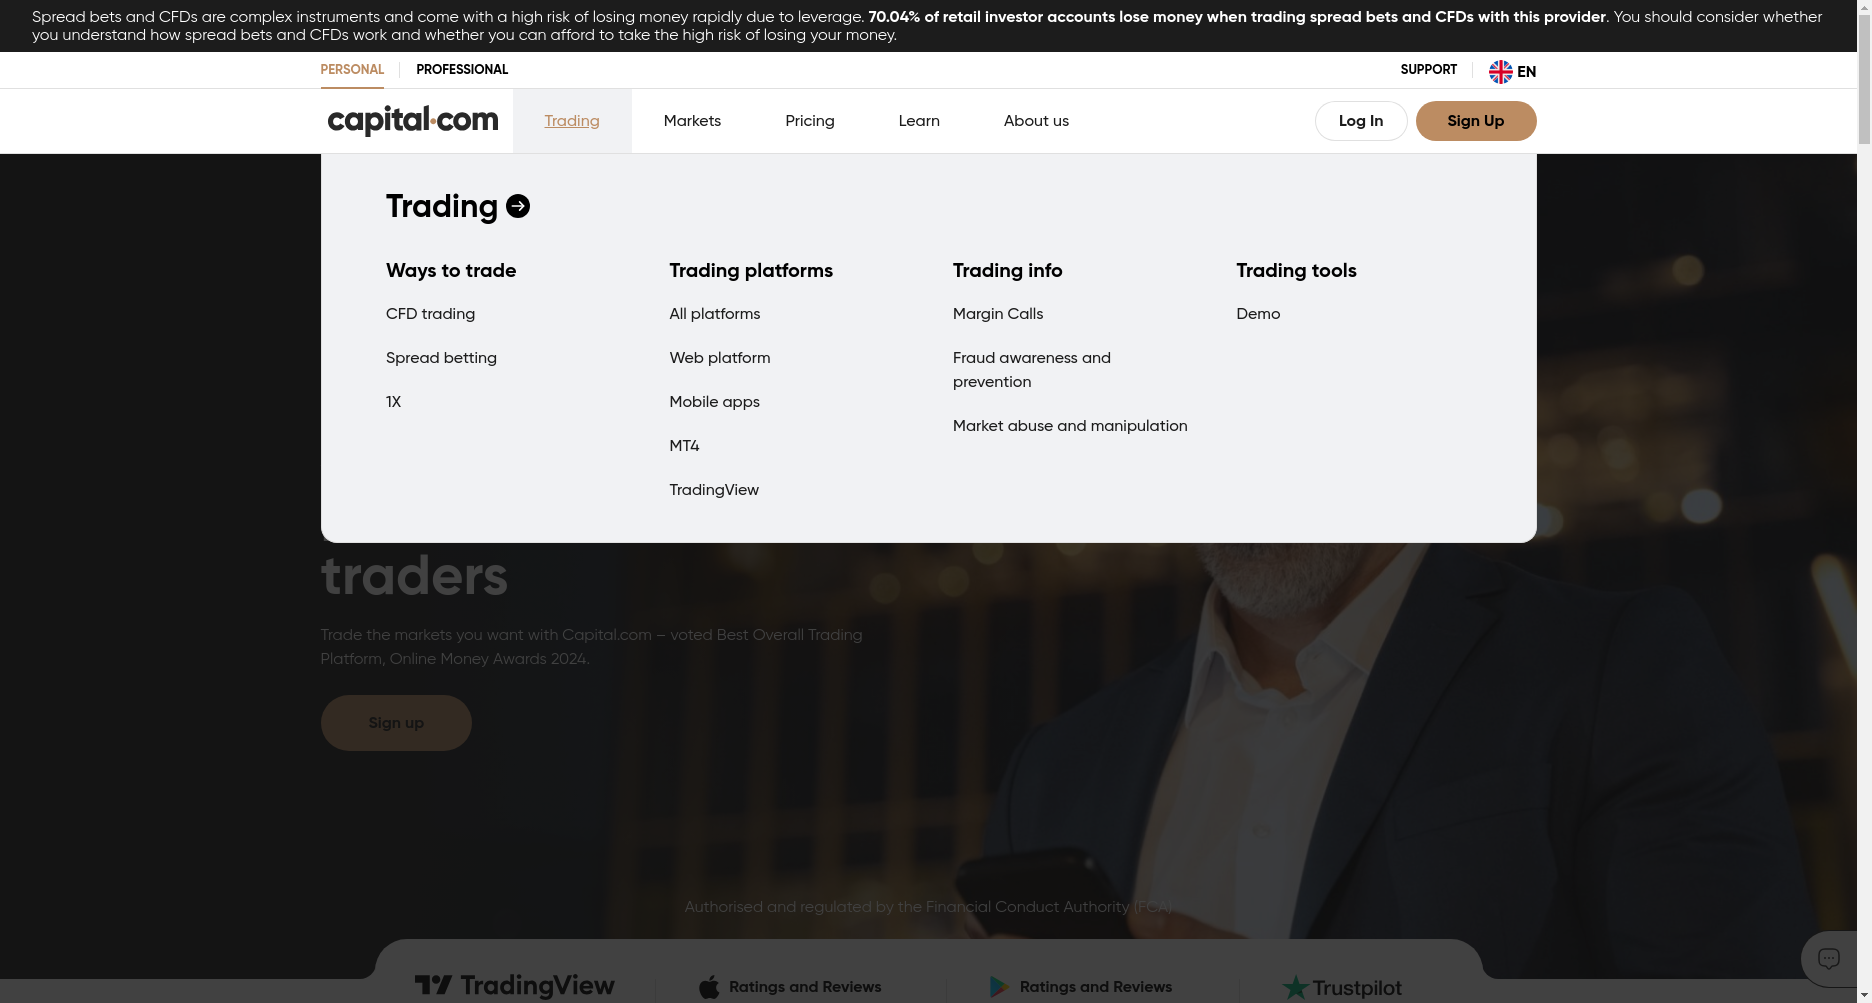 Spread bets and CFDs are complex instruments and come with a high risk of losing money rapidly due to leverage. 70.04% of retail investor accounts lose money when trading spread bets and CFDs with this provider. You should consider whether
you understand how spread bets and CFDs work and whether you can afford to take the high risk of losing your money.
PERSONAL PROFESSIONAL SUPPORT EN
capital.com Trading Markets Pricing Learn About us Log In Sign Up
Trading
Ways to trade
CFD trading
Spread betting
1X
Trading platforms
All platforms
Web platform
Mobile apps
MT4
TradingView
Trading info
Margin Calls
Fraud awareness and
prevention
Market abuse and manipulation
Trading tools
Demo
traders
Trade the markets you want with Capital.com – voted Best Overall Trading
Platform, Online Money Awards 2024.
Sign up
Authorised and regulated by the Financial Conduct Authority (FCA)
TradingView Ratings and Reviews Ratings and Reviews Trustpilot